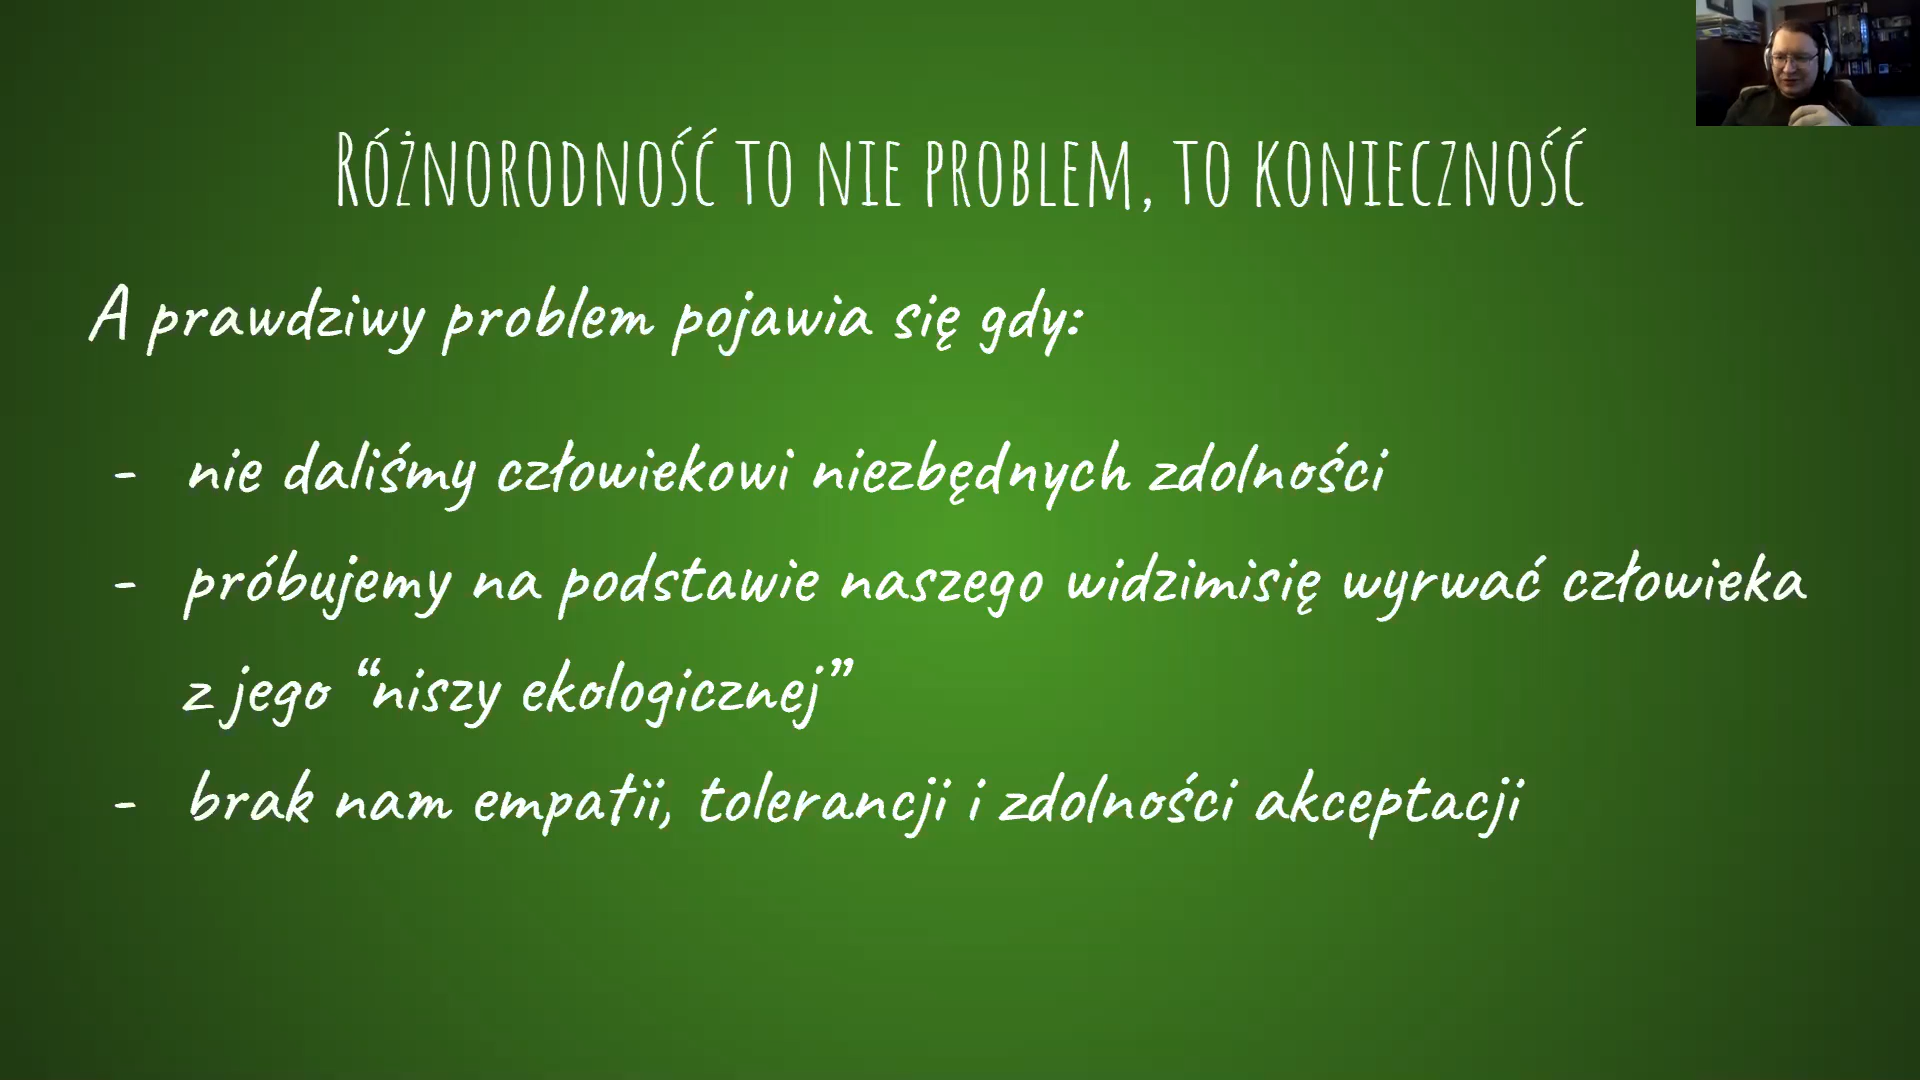 Różnorodność to nie problem, to konieczność
A prawdziwy problem pojawia się gdy:
- nie daliśmy człowiekowi niezbędnych zdolności
- próbujemy na podstawie naszego widzimisię wyrwać człowieka
z jego “niszy ekologicznej”
- brak nam empatii, tolerancji i zdolności akceptacji